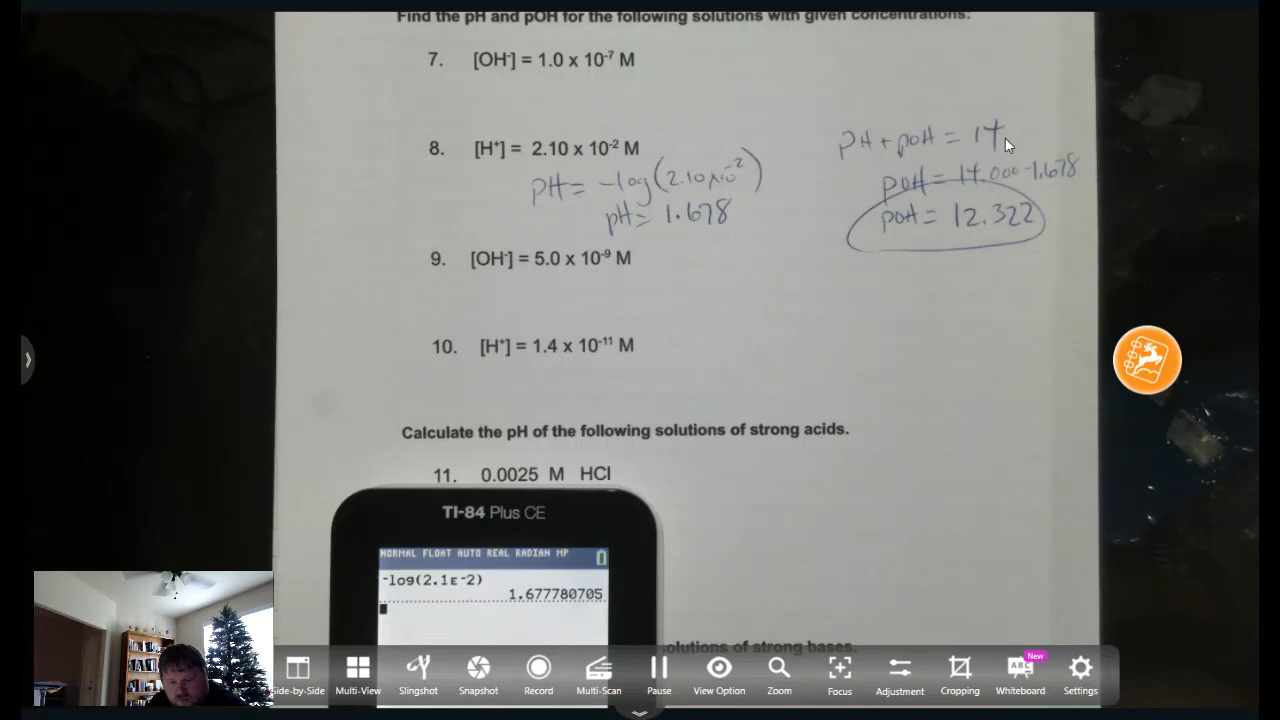 Find the pH and pOH for the following solutions with given concentrations:
7. [OH-] = 1.0 x 10-7 M
8. [H+] = 2.10 x 10-2 M
pH = -log(2.10x10-2)
pH = 1.678
pH + pOH = 14
pOH = 14.000-1.678
pOH = 12.322
9. [OH-] = 5.0 x 10-9 M
10. [H+] = 1.4 x 10-11 M
Calculate the pH of the following solutions of strong acids.
11. 0.0025 M HCl
TI-84 Plus CE
NORMAL FLOAT AUTO REAL RADIAN MP
-log(2.1E-2)
1.677780705
solutions of strong bases.
Side-by-Side Multi-View Slingshot Snapshot Record Multi-Scan Pause View Option Zoom Focus Adjustment Cropping Whiteboard Settings
New
ABC